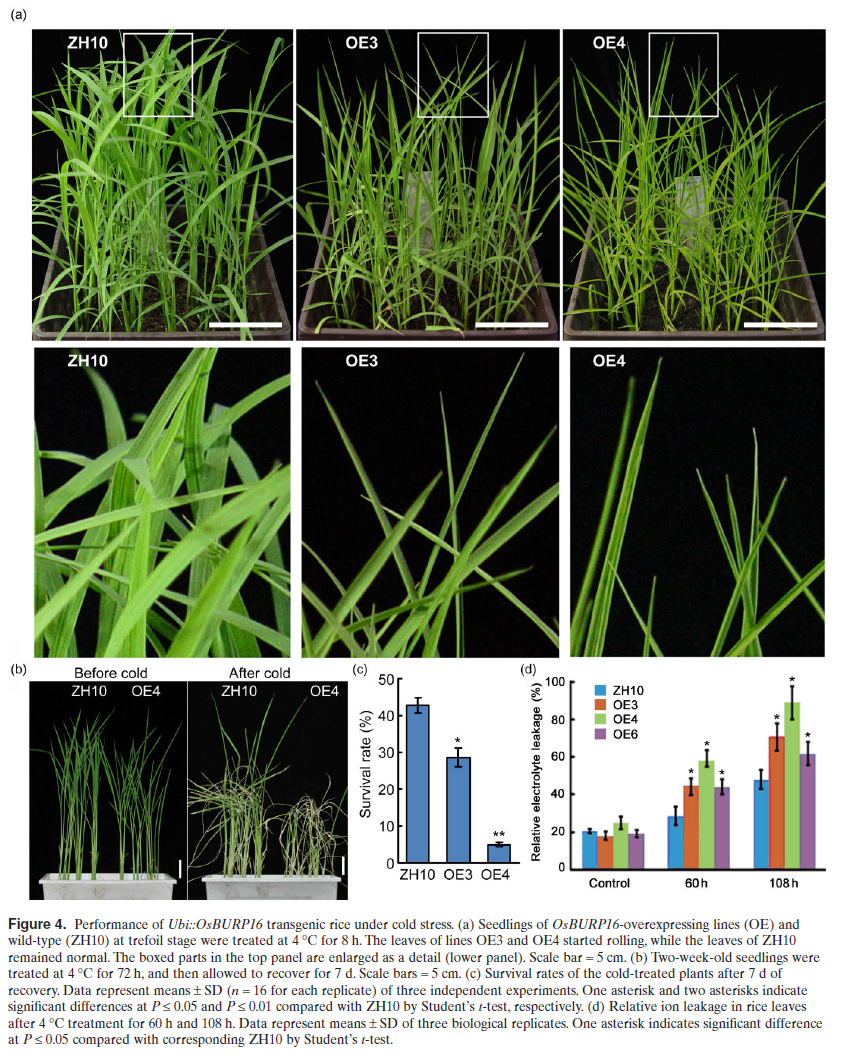 (a)
ZH10 OE3 OE4
ZH10 OE3 OE4
(b) Before cold After cold
ZH10 OE4 ZH10 OE4
(c)
50
40
30
20
10
0
Survival rate (%)
*
**
ZH10 OE3 OE4
(d)
100
80
60
40
20
0
Relative electrolyte leakage (%)
ZH10
OE3
OE4
OE6
* * *
* * *
Control 60 h 108 h
Figure 4. Performance of Ubi::OsBURP16 transgenic rice under cold stress. (a) Seedlings of OsBURP16-overexpressing lines (OE) and
wild-type (ZH10) at trefoil stage were treated at 4 °C for 8 h. The leaves of lines OE3 and OE4 started rolling, while the leaves of ZH10
remained normal. The boxed parts in the top panel are enlarged as a detail (lower panel). Scale bar = 5 cm. (b) Two-week-old seedlings were
treated at 4 °C for 72 h, and then allowed to recover for 7 d. Scale bars = 5 cm. (c) Survival rates of the cold-treated plants after 7 d of
recovery. Data represent means ± SD (n = 16 for each replicate) of three independent experiments. One asterisk and two asterisks indicate
significant differences at P ≤ 0.05 and P ≤ 0.01 compared with ZH10 by Student's t-test, respectively. (d) Relative ion leakage in rice leaves
after 4 °C treatment for 60 h and 108 h. Data represent means ± SD of three biological replicates. One asterisk indicates significant difference
at P ≤ 0.05 compared with corresponding ZH10 by Student's t-test.